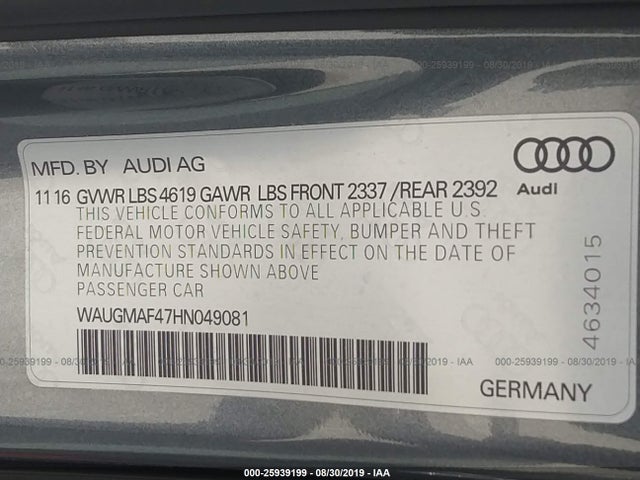 MFD. BY AUDI AG
Audi
11 16 GVWR LBS 4619 GAWR LBS FRONT 2337 /REAR 2392
THIS VEHICLE CONFORMS TO ALL APPLICABLE U.S.
FEDERAL MOTOR VEHICLE SAFETY, BUMPER AND THEFT
PREVENTION STANDARDS IN EFFECT ON THE DATE OF
MANUFACTURE SHOWN ABOVE
PASSENGER CAR
WAUGMAF47HN049081
4634015
GERMANY
000-25939199 - 08/30/2019 - IAA